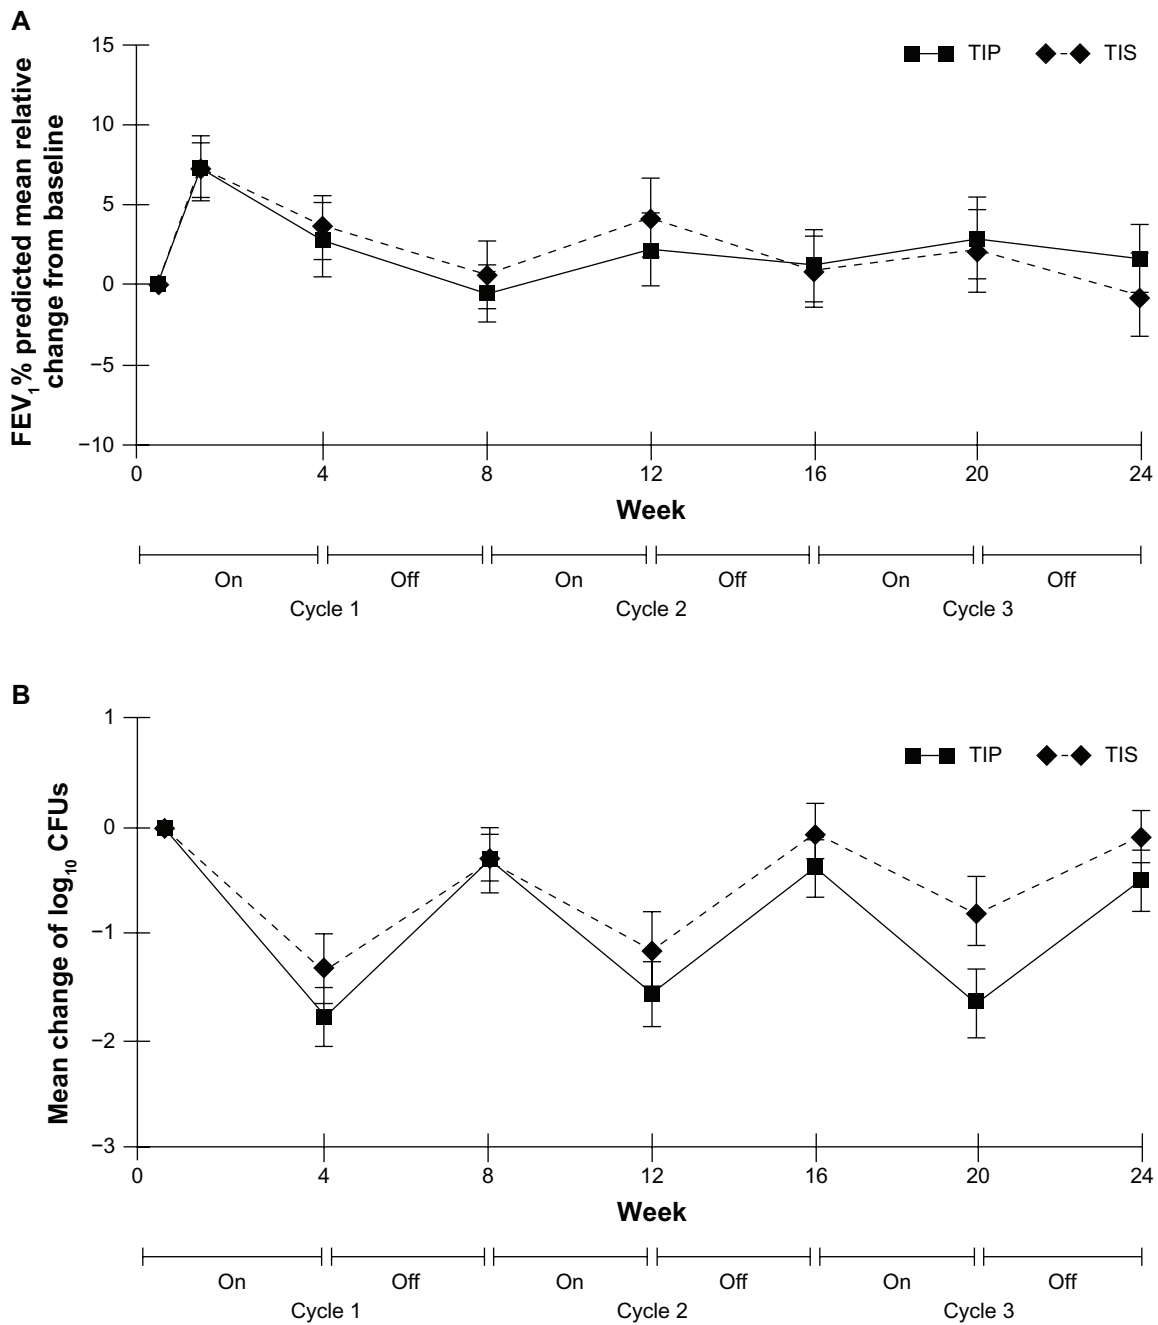 A
FEV1% predicted mean relative
change from baseline
15
10
5
0
−5
−10
TIP
TIS
0
4
8
12
16
20
24
Week
On
Off
On
Off
On
Off
Cycle 1
Cycle 2
Cycle 3
B
Mean change of log10 CFUs
1
0
−1
−2
−3
TIP
TIS
0
4
8
12
16
20
24
Week
On
Off
On
Off
On
Off
Cycle 1
Cycle 2
Cycle 3